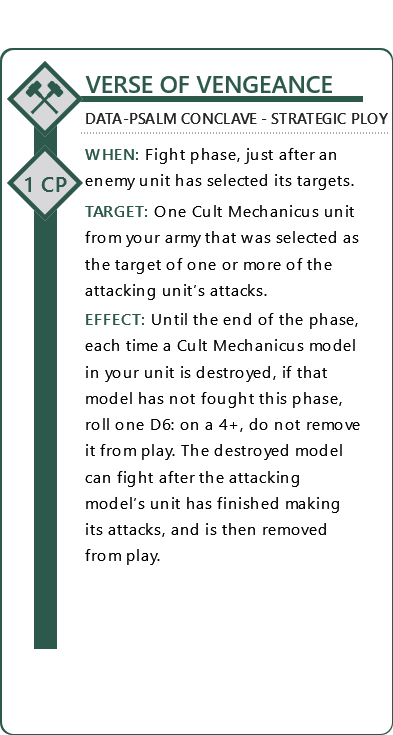 VERSE OF VENGEANCE
DATA-PSALM CONCLAVE - STRATEGIC PLOY
1 CP
WHEN: Fight phase, just after an
enemy unit has selected its targets.
TARGET: One Cult Mechanicus unit
from your army that was selected as
the target of one or more of the
attacking unit’s attacks.
EFFECT: Until the end of the phase,
each time a Cult Mechanicus model
in your unit is destroyed, if that
model has not fought this phase,
roll one D6: on a 4+, do not remove
it from play. The destroyed model
can fight after the attacking
model’s unit has finished making
its attacks, and is then removed
from play.